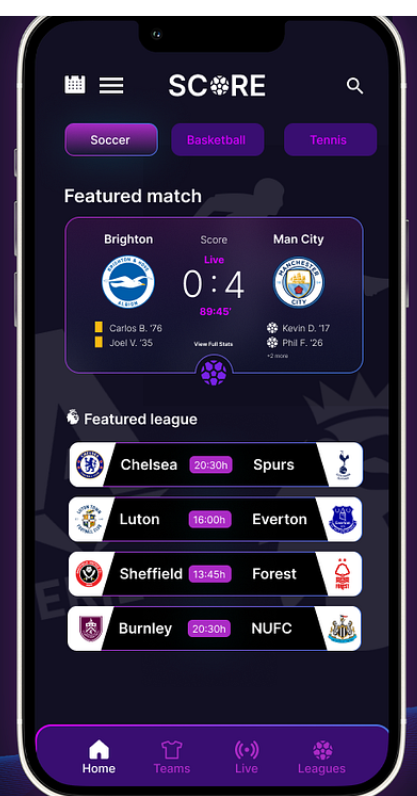 SCORE
Soccer Basketball Tennis
Featured match
Brighton Score Man City
Live
0:4
89:45'
Carlos B. '76 Kevin D. '17
Joel V. '35 View Full Stats Phil F. '26
+2 more
Featured league
Chelsea 20:30h Spurs
Luton 16:00h Everton
Sheffield 13:45h Forest
Burnley 20:30h NUFC
Home Teams Live Leagues